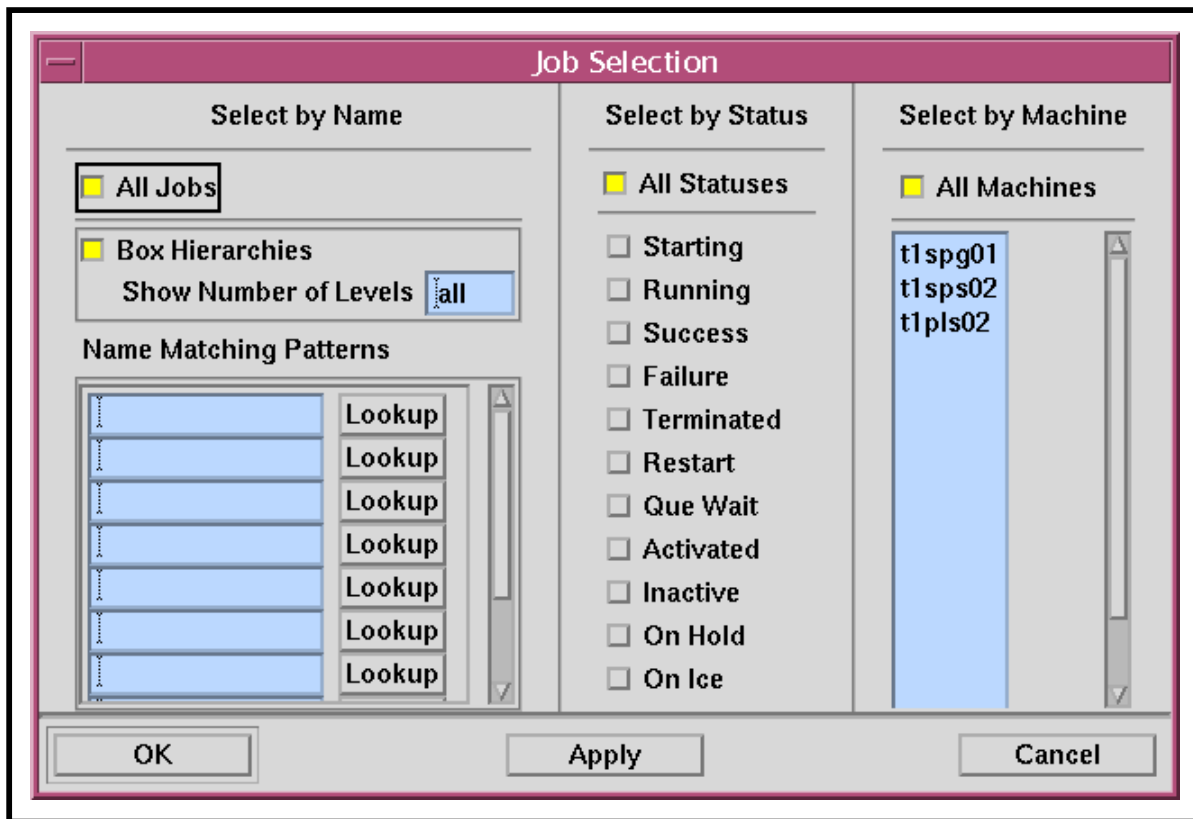 Job Selection
Select by Name
All Jobs
Box Hierarchies
Show Number of Levels all
Name Matching Patterns
Lookup
Lookup
Lookup
Lookup
Lookup
Lookup
Lookup
Select by Status
All Statuses
Starting
Running
Success
Failure
Terminated
Restart
Que Wait
Activated
Inactive
On Hold
On Ice
Select by Machine
All Machines
t1spg01
t1sps02
t1pls02
OK
Apply
Cancel